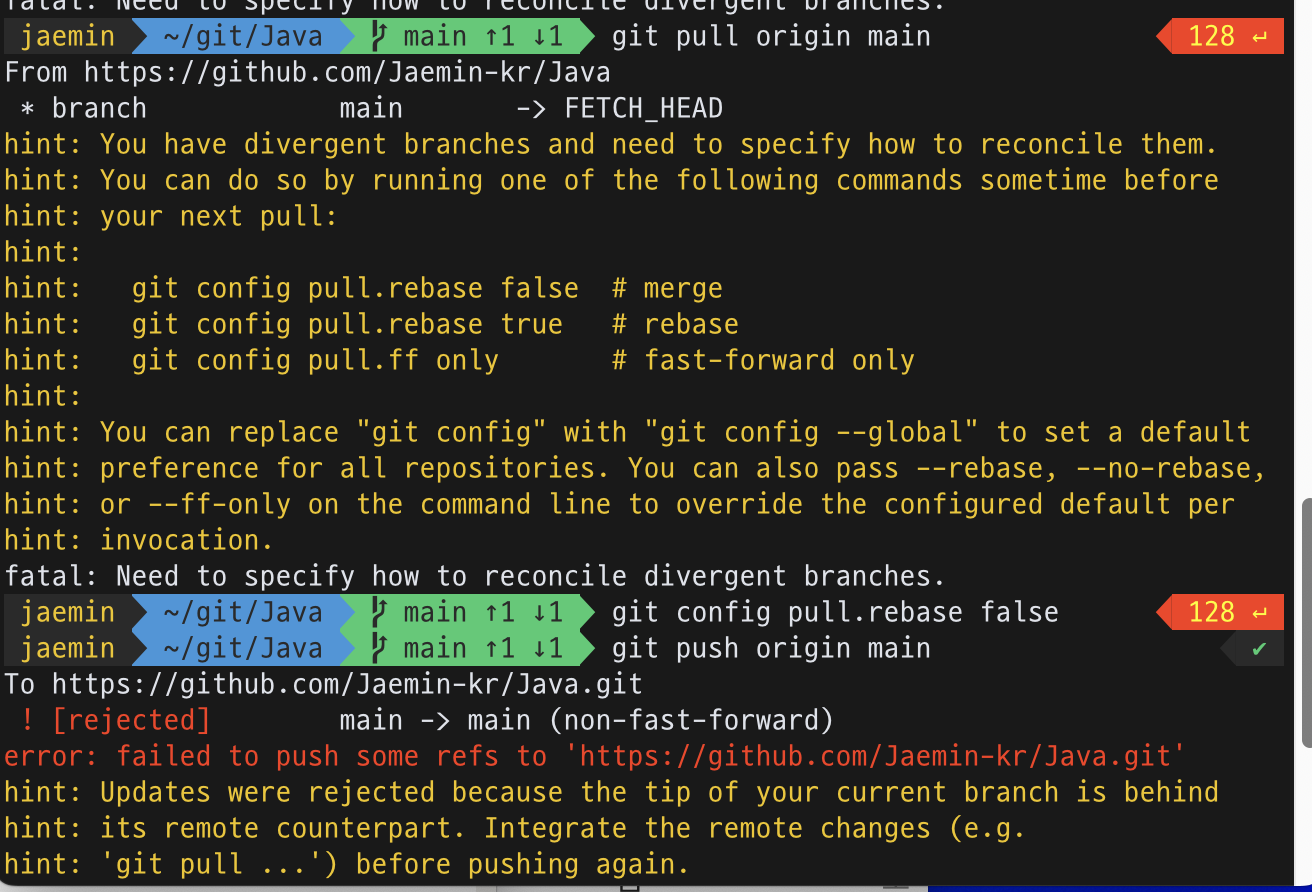 fatal: Need to specify how to reconcile divergent branches.
jaemin ~/git/Java main ↑1 ↓1 git pull origin main 128 ↵
From https://github.com/Jaemin-kr/Java
 * branch            main       -> FETCH_HEAD
hint: You have divergent branches and need to specify how to reconcile them.
hint: You can do so by running one of the following commands sometime before
hint: your next pull:
hint:
hint:   git config pull.rebase false  # merge
hint:   git config pull.rebase true   # rebase
hint:   git config pull.ff only       # fast-forward only
hint:
hint: You can replace "git config" with "git config --global" to set a default
hint: preference for all repositories. You can also pass --rebase, --no-rebase,
hint: or --ff-only on the command line to override the configured default per
hint: invocation.
fatal: Need to specify how to reconcile divergent branches.
jaemin ~/git/Java main ↑1 ↓1 git config pull.rebase false 128 ↵
jaemin ~/git/Java main ↑1 ↓1 git push origin main ✔
To https://github.com/Jaemin-kr/Java.git
 ! [rejected]        main -> main (non-fast-forward)
error: failed to push some refs to 'https://github.com/Jaemin-kr/Java.git'
hint: Updates were rejected because the tip of your current branch is behind
hint: its remote counterpart. Integrate the remote changes (e.g.
hint: 'git pull ...') before pushing again.